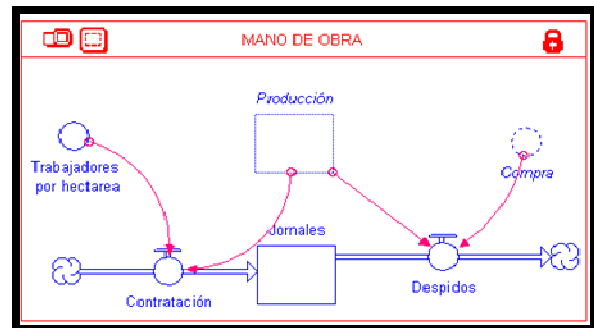 MANO DE OBRA
Producción
Trabajadores
por hectarea
Compra
Jornales
Contratación
Despidos